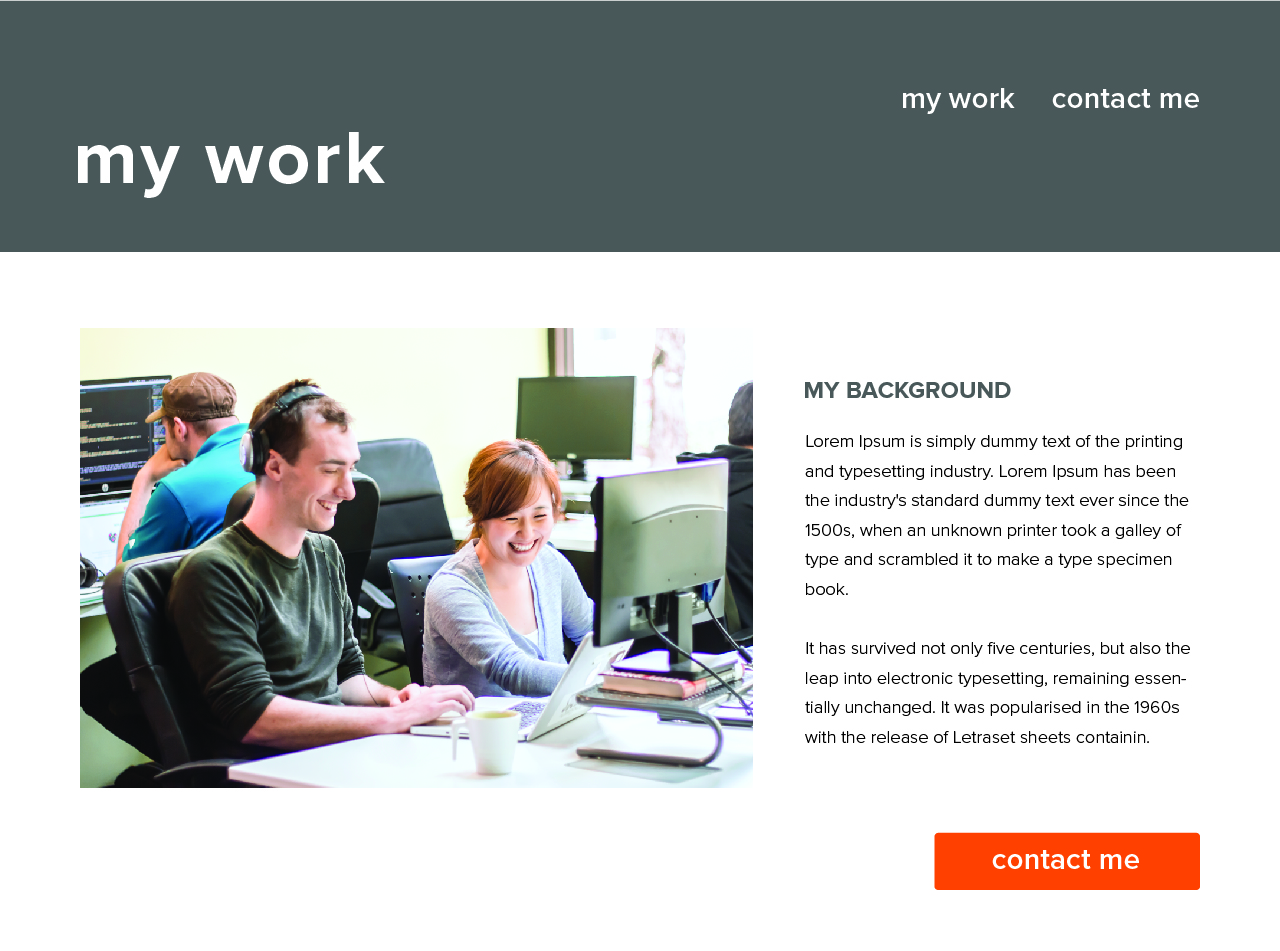 my work contact me
my work
MY BACKGROUND
Lorem Ipsum is simply dummy text of the printing
and typesetting industry. Lorem Ipsum has been
the industry's standard dummy text ever since the
1500s, when an unknown printer took a galley of
type and scrambled it to make a type specimen
book.
It has survived not only five centuries, but also the
leap into electronic typesetting, remaining essen-
tially unchanged. It was popularised in the 1960s
with the release of Letraset sheets containin.
contact me